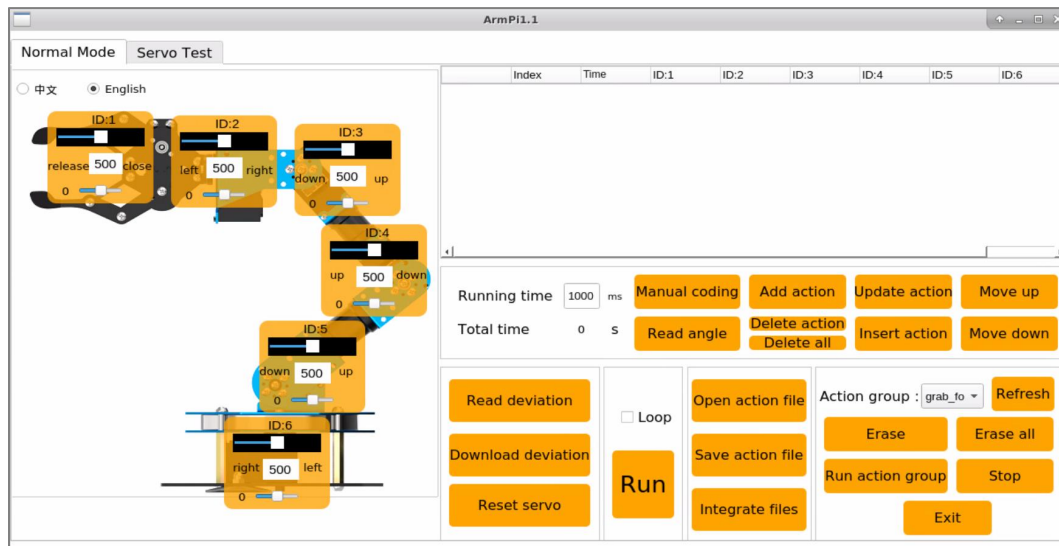 ArmPi1.1
Normal Mode Servo Test
中文 English
Index Time ID:1 ID:2 ID:3 ID:4 ID:5 ID:6
ID:1
release 500 close
0
ID:2
left 500 right
0
ID:3
down 500 up
0
ID:4
up 500 down
0
ID:5
down 500 up
0
ID:6
right 500 left
0
Running time 1000 ms
Total time 0 S
Manual coding Add action Update action Move up
Read angle Delete action Insert action Move down
Delete all
Read deviation
Download deviation
Reset servo
Loop
Run
Open action file
Save action file
Integrate files
Action group : grab_fo Refresh
Erase Erase all
Run action group Stop
Exit